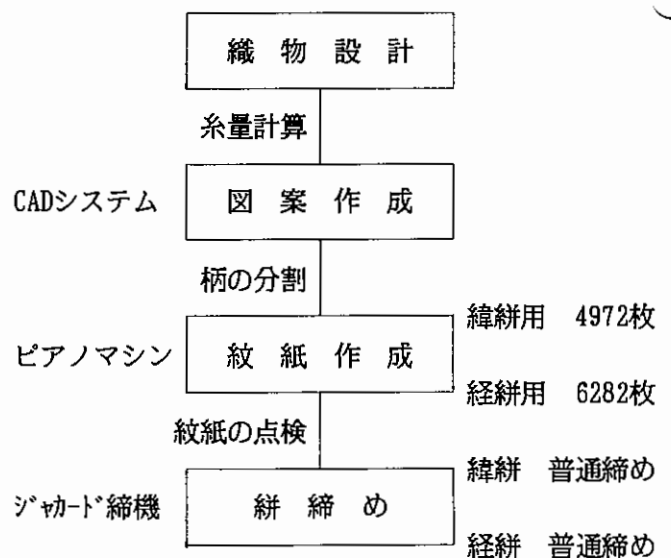 織物設計
糸量計算
CADシステム
図案作成
柄の分割
緯絣用 4972枚
ピアノマシン
紋紙作成
経絣用 6282枚
紋紙の点検
緯絣 普通締め
ｼﾞｬｶｰﾄﾞ締機
絣締め
経絣 普通締め